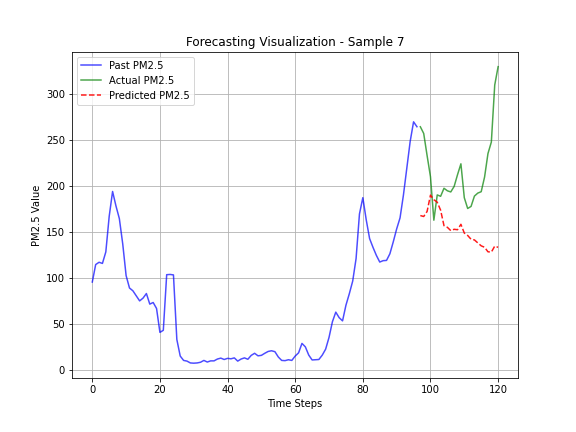 Forecasting Visualization - Sample 7
Past PM2.5
Actual PM2.5
Predicted PM2.5
PM2.5 Value
300
250
200
150
100
50
0
0 20 40 60 80 100 120
Time Steps